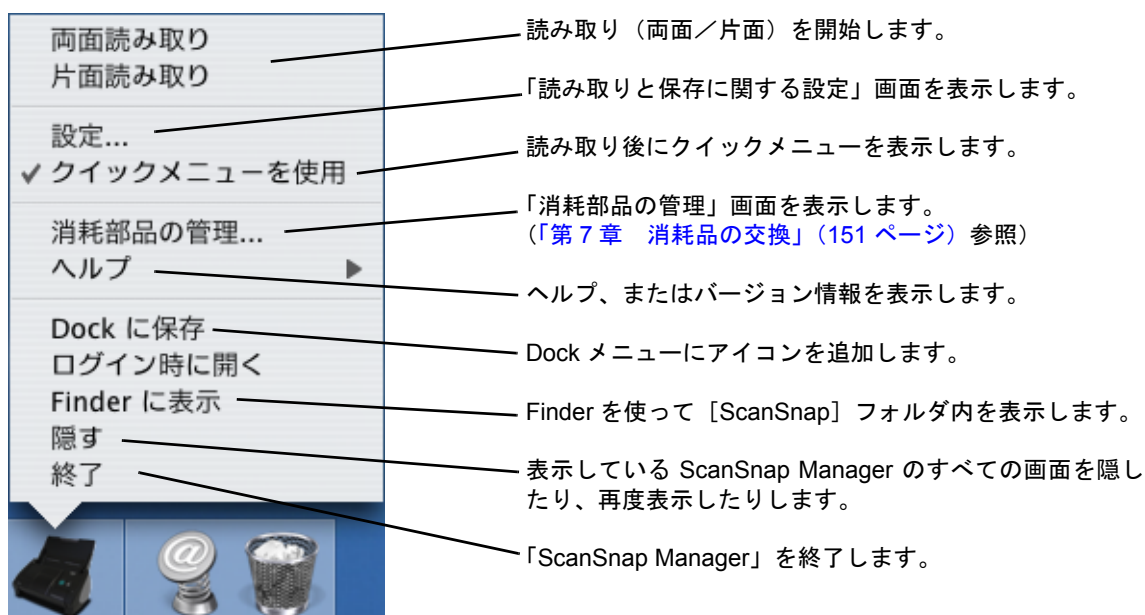 両面読み取り
片面読み取り
設定...
✓ クイックメニューを使用
消耗部品の管理...
ヘルプ
Dock に保存
ログイン時に開く
Finder に表示
隠す
終了
読み取り（両面／片面）を開始します。
「読み取りと保存に関する設定」画面を表示します。
読み取り後にクイックメニューを表示します。
「消耗部品の管理」画面を表示します。
（「第 7 章　消耗品の交換」（151 ページ）参照）
ヘルプ、またはバージョン情報を表示します。
Dock メニューにアイコンを追加します。
Finder を使って［ScanSnap］フォルダ内を表示します。
表示している ScanSnap Manager のすべての画面を隠し
たり、再度表示したりします。
「ScanSnap Manager」を終了します。